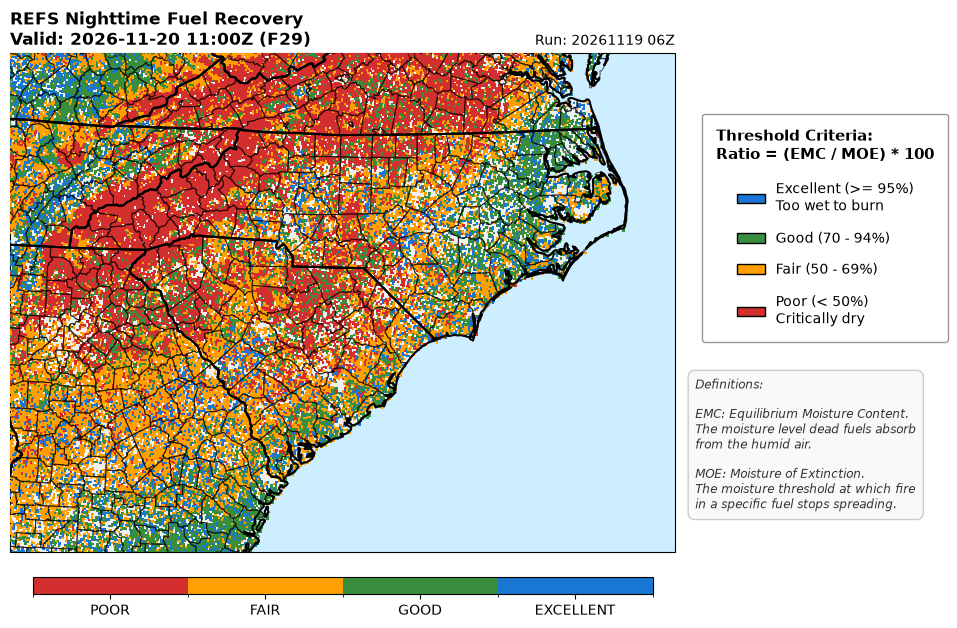 REFS Nighttime Fuel Recovery
Valid: 2026-11-20 11:00Z (F29)
Run: 20261119 06Z
Threshold Criteria:
Ratio = (EMC / MOE) * 100
Excellent (>= 95%)
Too wet to burn
Good (70 - 94%)
Fair (50 - 69%)
Poor (< 50%)
Critically dry
Definitions:
EMC: Equilibrium Moisture Content.
The moisture level dead fuels absorb
from the humid air.
MOE: Moisture of Extinction.
The moisture threshold at which fire
in a specific fuel stops spreading.
POOR FAIR GOOD EXCELLENT